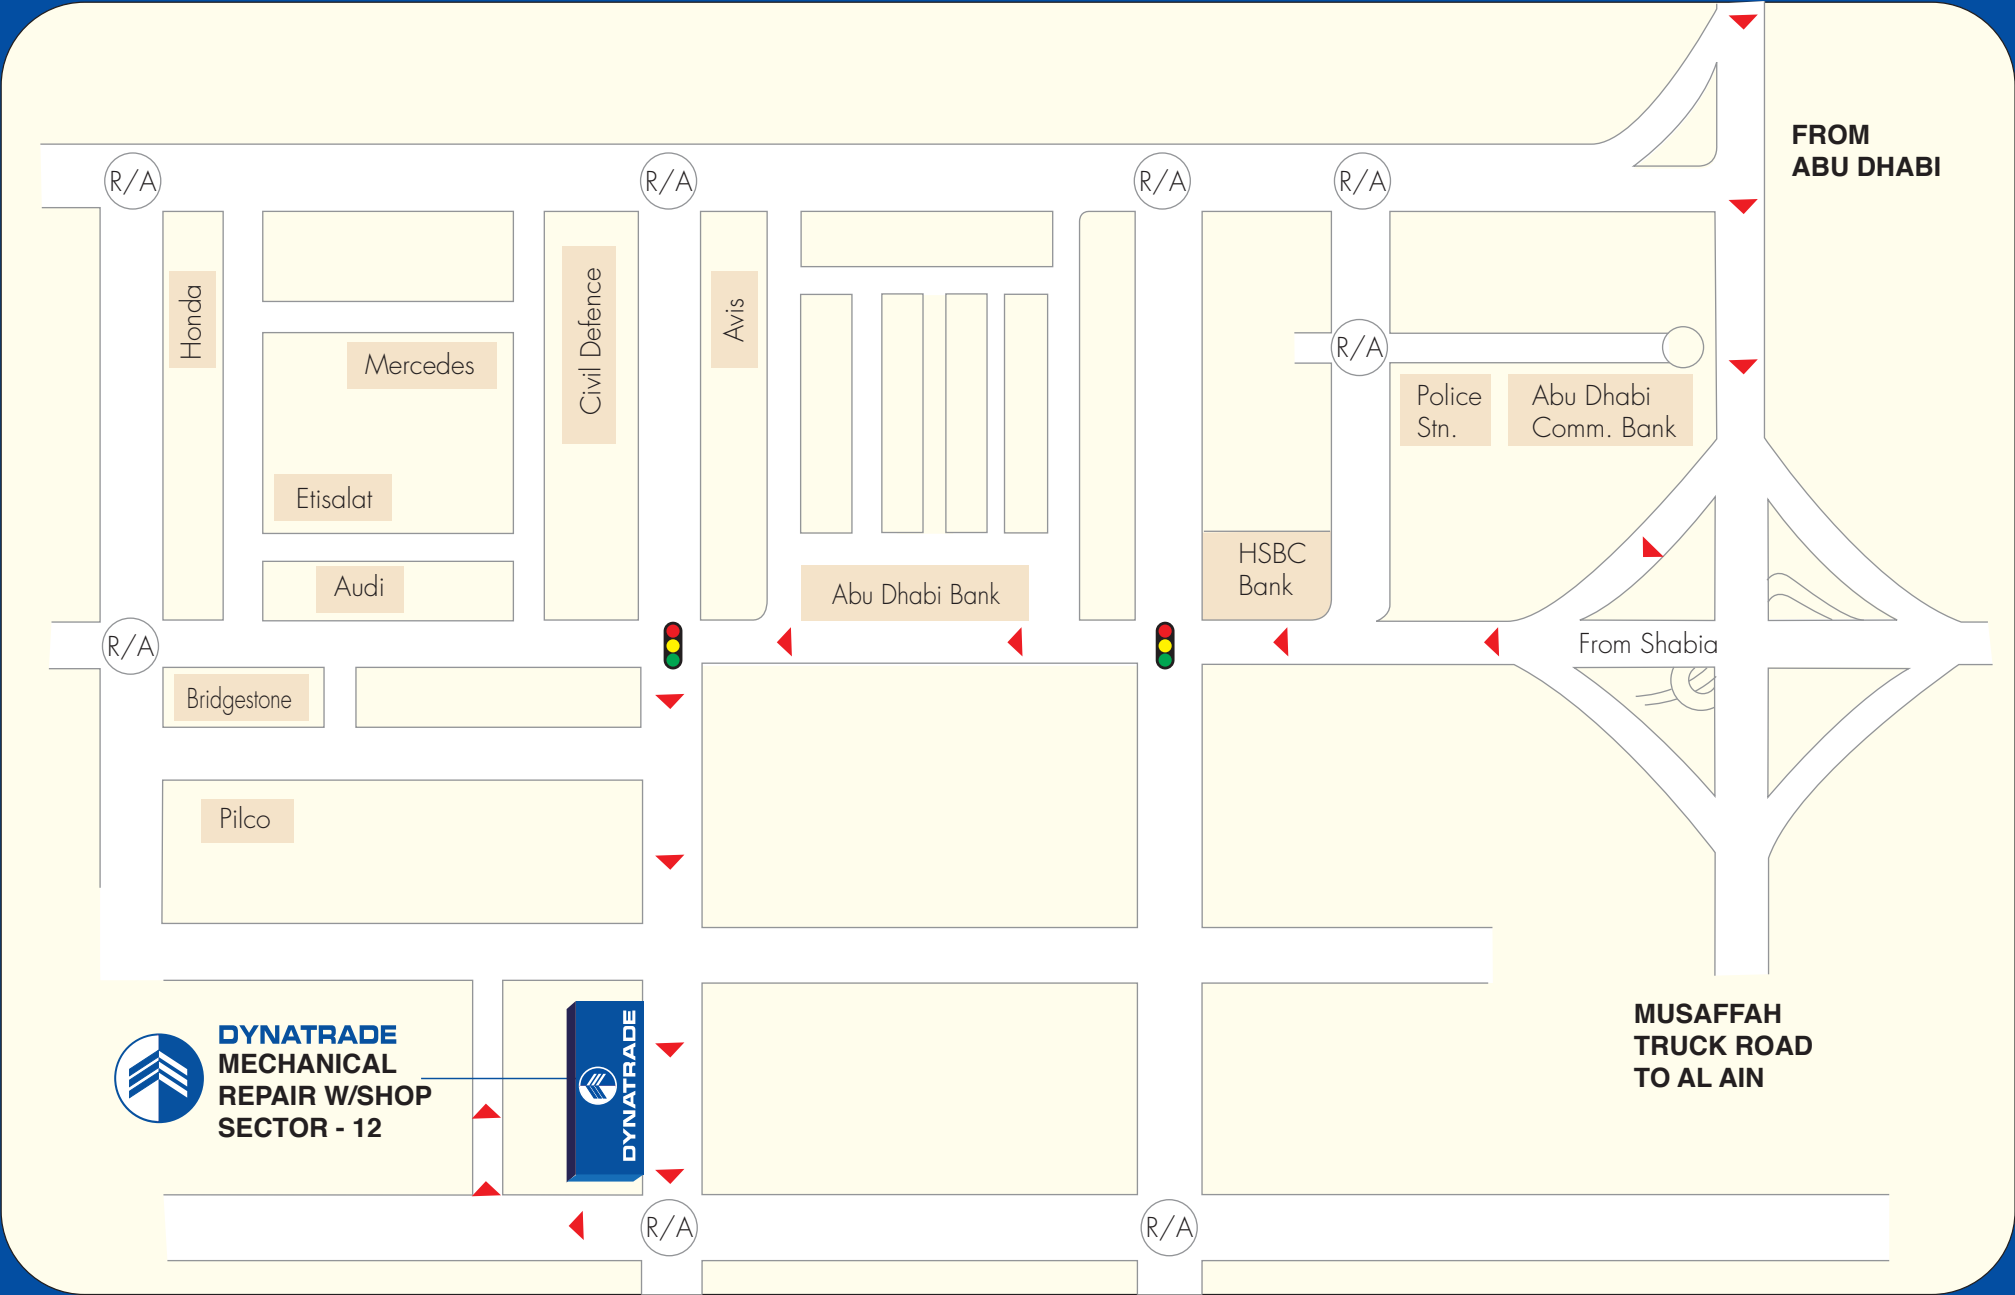 FROM
ABU DHABI
R/A
R/A
R/A
R/A
Honda
Mercedes
Civil Defence
Avis
R/A
Police
Stn.
Abu Dhabi
Comm. Bank
Etisalat
Audi
Abu Dhabi Bank
HSBC
Bank
R/A
From Shabia
Bridgestone
Pilco
DYNATRADE
MECHANICAL
REPAIR W/SHOP
SECTOR - 12
DYNATRADE
MUSAFFAH
TRUCK ROAD
TO AL AIN
R/A
R/A